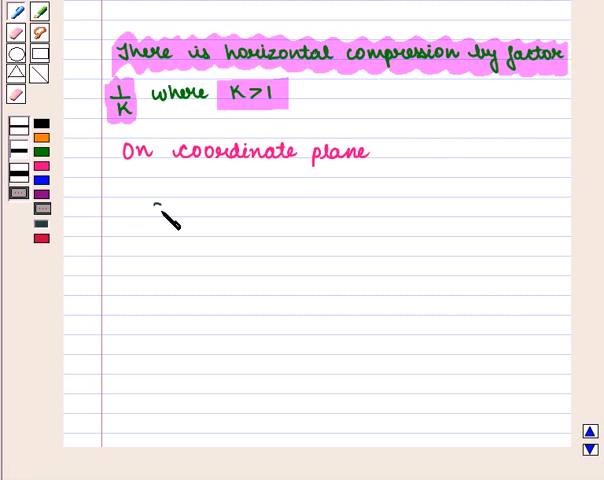 There is horizontal compression by factor
1/K where K>1
On coordinate plane